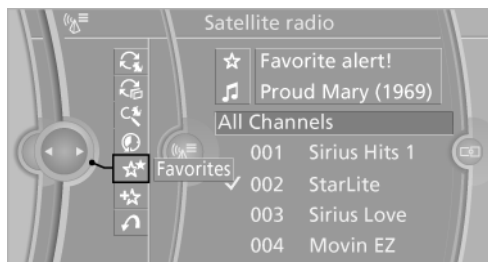 Satellite radio
Favorite alert!
Proud Mary (1969)
All Channels
001 Sirius Hits 1
Favorites
002 StarLite
003 Sirius Love
004 Movin EZ